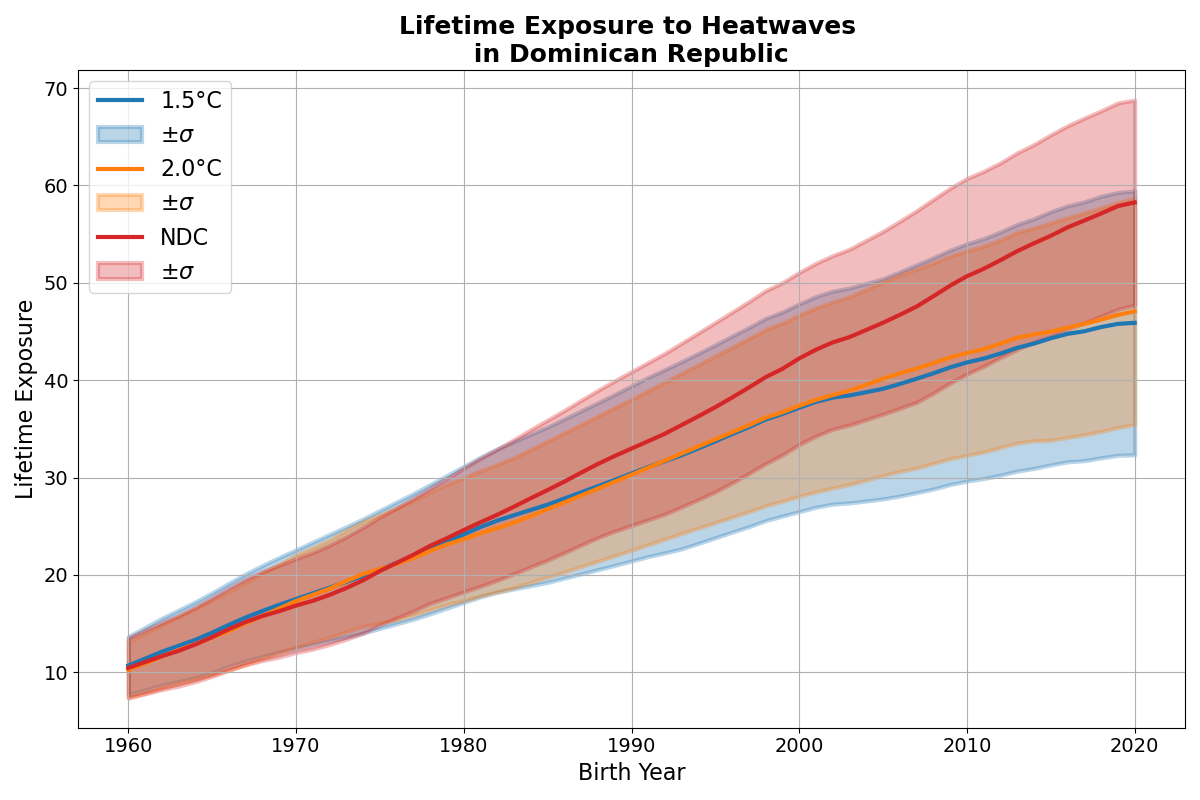 Lifetime Exposure to Heatwaves
in Dominican Republic
1.5°C
±σ
2.0°C
±σ
NDC
±σ
Lifetime Exposure
70
60
50
40
30
20
10
1960
1970
1980
1990
2000
2010
2020
Birth Year